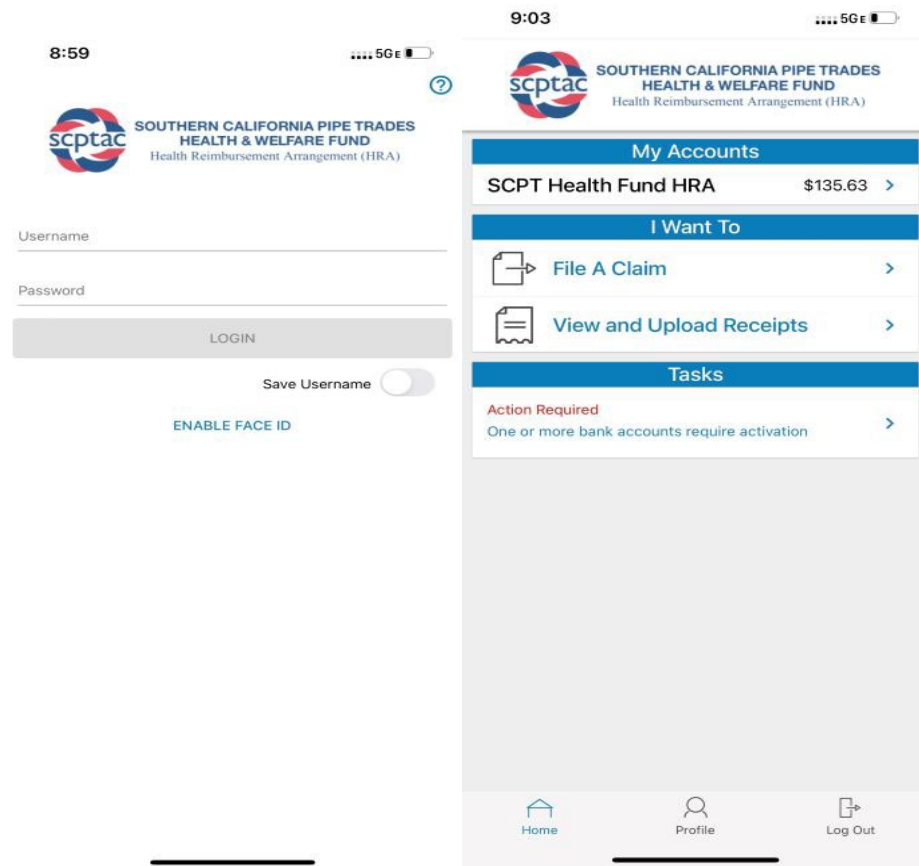 8:59
5G E
?
scptac
SOUTHERN CALIFORNIA PIPE TRADES
HEALTH & WELFARE FUND
Health Reimbursement Arrangement (HRA)
Username
Password
LOGIN
Save Username
ENABLE FACE ID
9:03
5G E
scptac
SOUTHERN CALIFORNIA PIPE TRADES
HEALTH & WELFARE FUND
Health Reimbursement Arrangement (HRA)
My Accounts
SCPT Health Fund HRA $135.63
I Want To
File A Claim
View and Upload Receipts
Tasks
Action Required
One or more bank accounts require activation
Home Profile Log Out